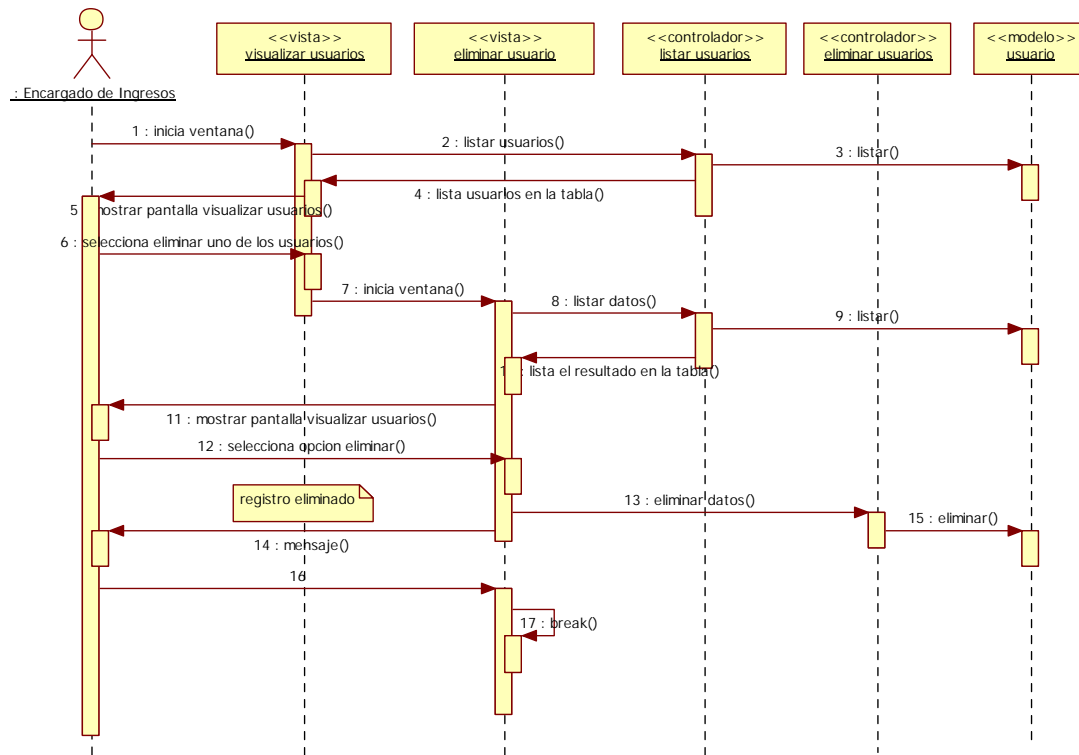 <<vista>>
visualizar usuarios
<<vista>>
eliminar usuario
<<controlador>>
listar usuarios
<<controlador>>
eliminar usuarios
<<modelo>>
usuario
: Encargado de Ingresos
1 : inicia ventana()
2 : listar usuarios()
3 : listar()
4 : lista usuarios en la tabla()
5 : mostrar pantalla visualizar usuarios()
6 : selecciona eliminar uno de los usuarios()
7 : inicia ventana()
8 : listar datos()
9 : listar()
10 : lista el resultado en la tabla()
11 : mostrar pantalla visualizar usuarios()
12 : selecciona opcion eliminar()
registro eliminado
13 : eliminar datos()
14 : mensaje()
15 : eliminar()
16
17 : break()